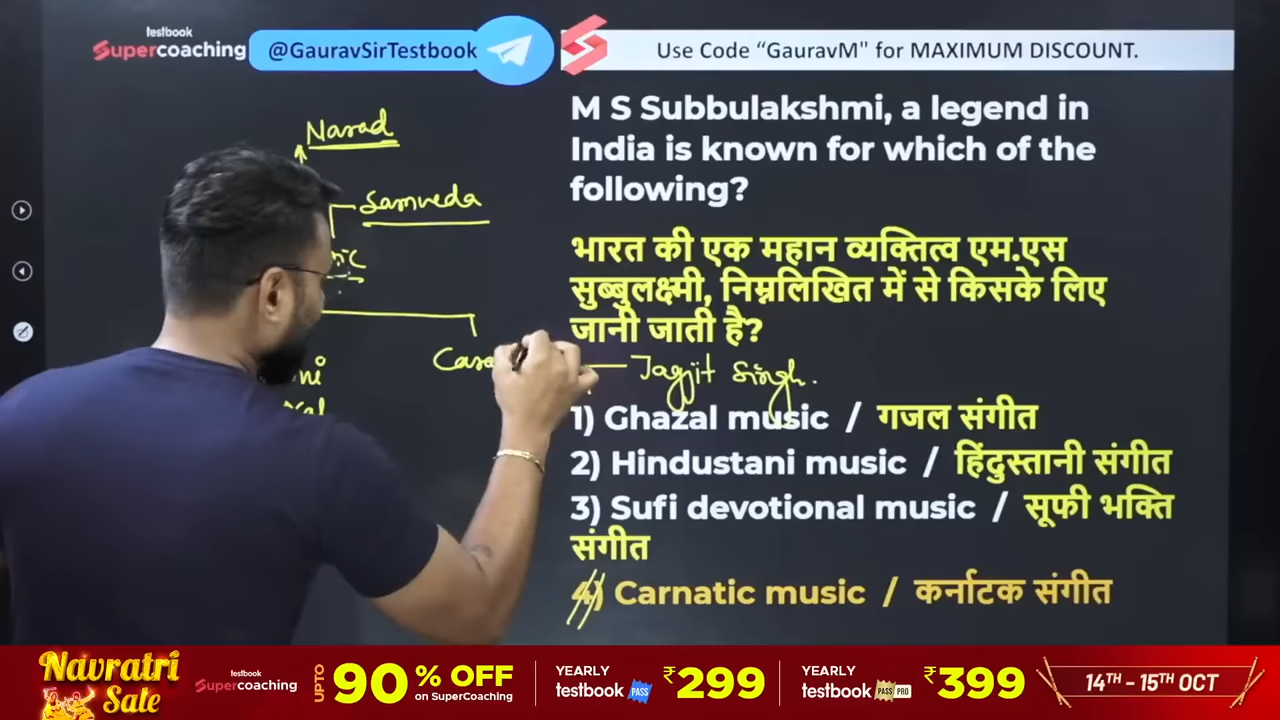 testbook
Supercoaching
@GauravSirTestbook
Use Code “GauravM" for MAXIMUM DISCOUNT.
Narad
Samveda
M S Subbulakshmi, a legend in
India is known for which of the
following?
भारत की एक महान व्यक्तित्व एम.एस
सुब्बुलक्ष्मी, निम्नलिखित में से किसके लिए
जानी जाती है?
Jagjit Singh.
1) Ghazal music / गजल संगीत
2) Hindustani music / हिंदुस्तानी संगीत
3) Sufi devotional music / सूफी भक्ति
संगीत
4) Carnatic music / कर्नाटक संगीत
Navratri
Sale
testbook
Supercoaching
UPTO 90% OFF
on SuperCoaching
YEARLY
testbook PASS
₹299
YEARLY
testbook PASS PRO
₹399
14TH - 15TH OCT